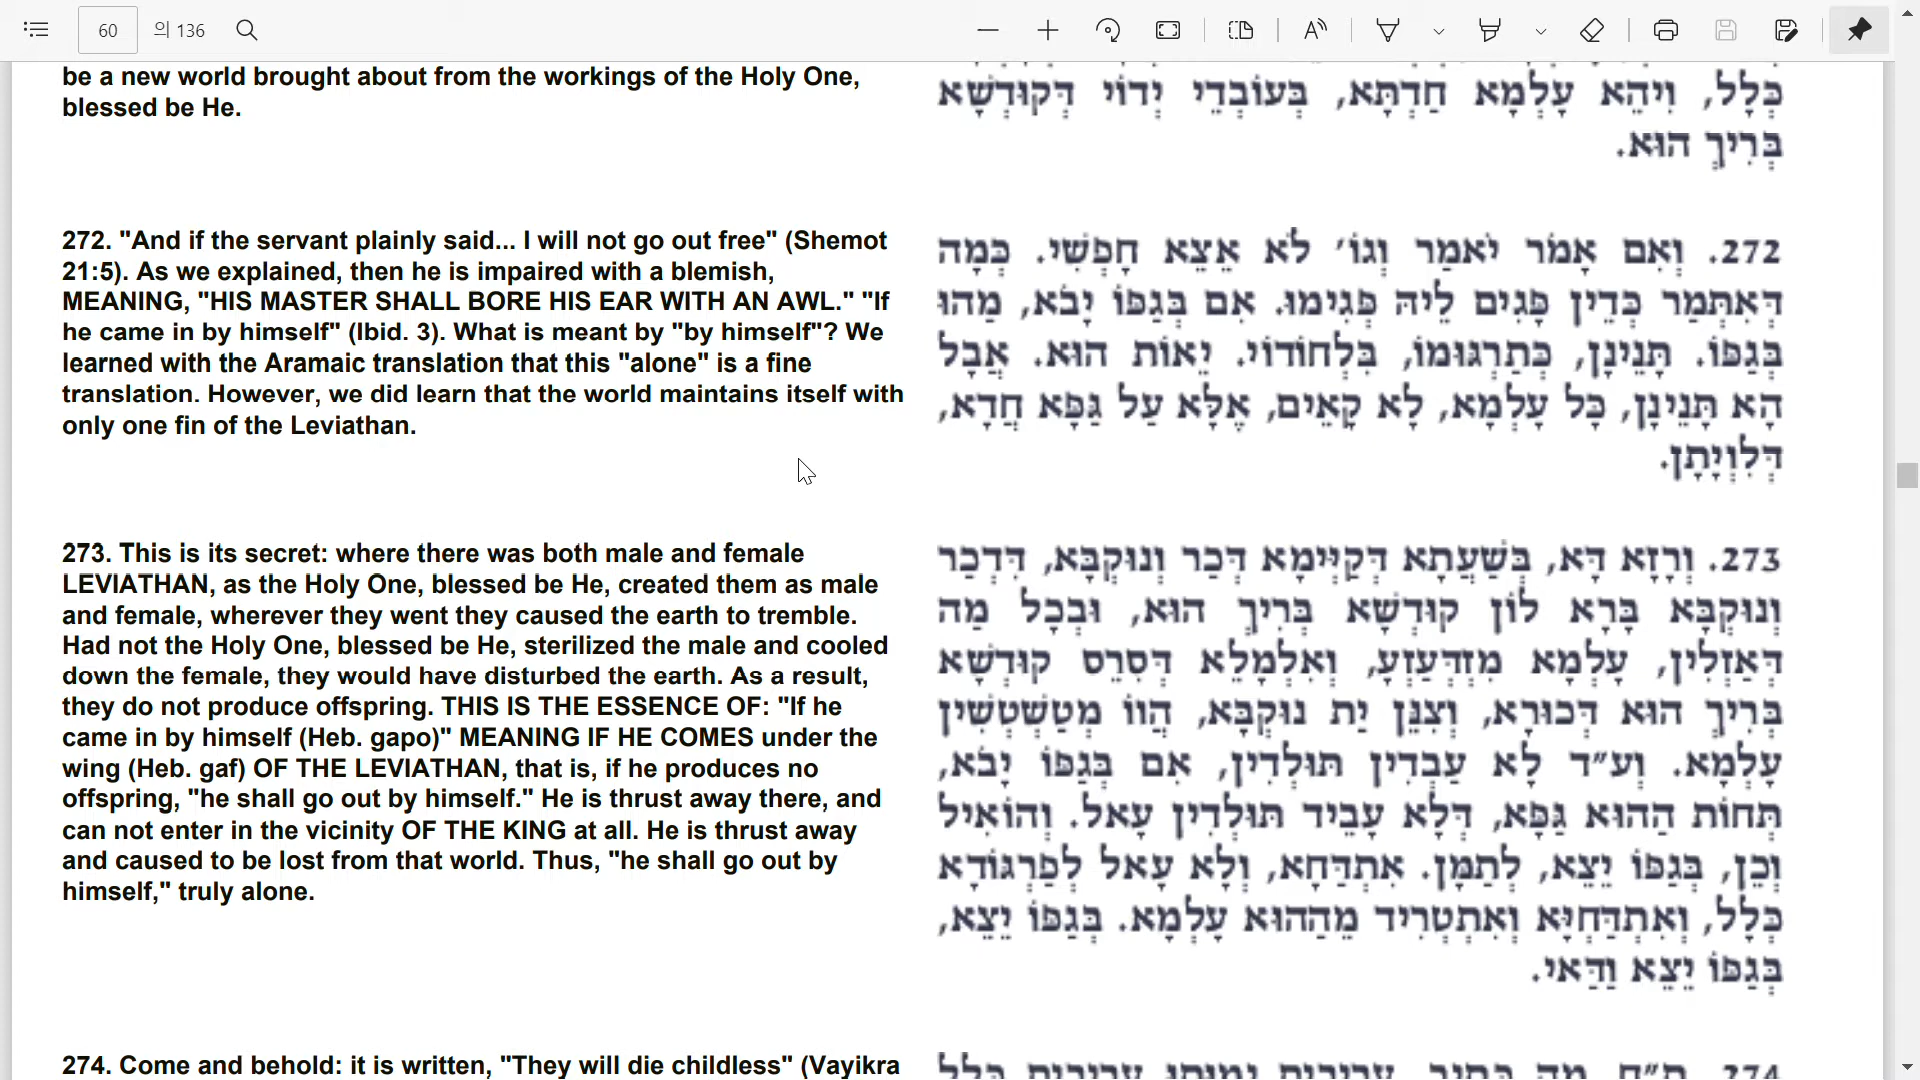 60
의 136
be a new world brought about from the workings of the Holy One,
blessed be He.
כְּלָל, וִיהֵא עָלְמָא חַדְתָּא, בְּעוֹבְדֵי יְדוֹי דְּקוּדְשָׁא
בְּרִיךְ הוּא.
272. "And if the servant plainly said... I will not go out free" (Shemot
21:5). As we explained, then he is impaired with a blemish,
MEANING, "HIS MASTER SHALL BORE HIS EAR WITH AN AWL." "If
he came in by himself" (Ibid. 3). What is meant by "by himself"? We
learned with the Aramaic translation that this "alone" is a fine
translation. However, we did learn that the world maintains itself with
only one fin of the Leviathan.
272. וְאִם אָמֹר יֹאמַר וְגוֹ׳ לֹא אֵצֵא חָפְשִׁי. כְּמָה
דְּאִתְּמַר כְּדֵין פָּגִים לֵיהּ פְּגִימוּ. אִם בְּגַפּוֹ יָבֹא, מַהוּ
בְּגַפּוֹ. תָּנֵינָן, כְּתַרְגּוּמוֹ, בִּלְחוֹדוֹי. יֵאוֹת הוּא. אֲבָל
הָא תָּנֵינָן, כָּל עָלְמָא, לָא קָאֵים, אֶלָּא עַל גַּפָּא חֲדָא,
דְּלִוְיָתָן.
273. This is its secret: where there was both male and female
LEVIATHAN, as the Holy One, blessed be He, created them as male
and female, wherever they went they caused the earth to tremble.
Had not the Holy One, blessed be He, sterilized the male and cooled
down the female, they would have disturbed the earth. As a result,
they do not produce offspring. THIS IS THE ESSENCE OF: "If he
came in by himself (Heb. gapo)" MEANING IF HE COMES under the
wing (Heb. gaf) OF THE LEVIATHAN, that is, if he produces no
offspring, "he shall go out by himself." He is thrust away there, and
can not enter in the vicinity OF THE KING at all. He is thrust away
and caused to be lost from that world. Thus, "he shall go out by
himself," truly alone.
273. וְרָזָא דָּא, בְּשַׁעֲתָא דְּקַיְּימָא דְּכַר וְנוּקְבָּא, דִּדְכַר
וְנוּקְבָּא בָּרָא לוֹן קוּדְשָׁא בְּרִיךְ הוּא, וּבְכָל מַה
דְּאַזְלִין, עָלְמָא מִזְדַּעְזְעָ, וְאִלְמָלֵא דְּסִרֵס קוּדְשָׁא
בְּרִיךְ הוּא דְּכוּרָא, וְצִנֵּן יַת נוּקְבָּא, הֲווֹ מְטַשְׁטְשִׁין
עָלְמָא. וְע״ד לָא עַבְדִין תּוּלְדִין, אִם בְּגַפּוֹ יָבֹא,
תְּחוֹת הַהוּא גַּפָּא, דְּלָא עָבֵיד תּוּלְדִין עָאל. וְהוֹאִיל
וְכֵן, בְּגַפּוֹ יֵצֵא, לְתַמָּן. אִתְדַּחָא, וְלָא עָאל לְפַרְגּוֹדָא
כְּלָל, וְאִתְדַּחְיָּא וְאִתְטְרִיד מֵהַהוּא עָלְמָא. בְּגַפּוֹ יֵצֵא,
בְּגַפּוֹ יֵצֵא וַדַּאי.
274. Come and behold: it is written, "They will die childless" (Vayikra